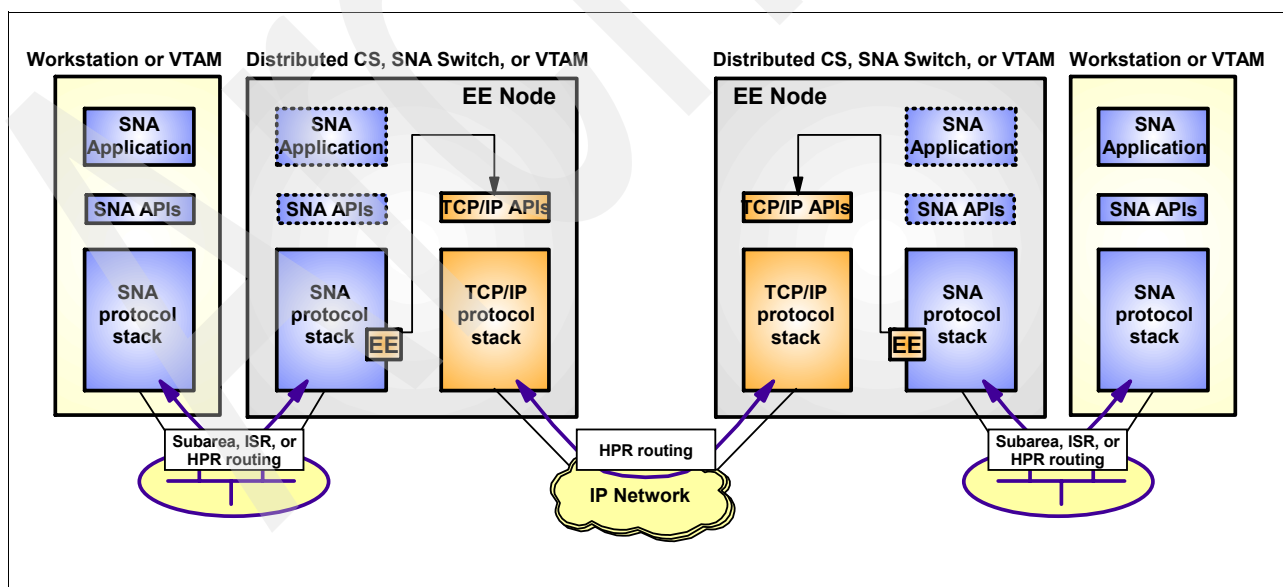 Workstation or VTAM
Distributed CS, SNA Switch, or VTAM
Distributed CS, SNA Switch, or VTAM
Workstation or VTAM
EE Node
EE Node
SNA
Application
SNA
Application
SNA
Application
SNA
Application
SNA APIs
SNA APIs
TCP/IP APIs
TCP/IP APIs
SNA APIs
SNA APIs
SNA
protocol
stack
SNA
protocol
stack
EE
TCP/IP
protocol
stack
TCP/IP
protocol
stack
EE
SNA
protocol
stack
SNA
protocol
stack
Subarea, ISR, or
HPR routing
HPR routing
Subarea, ISR, or
HPR routing
IP Network